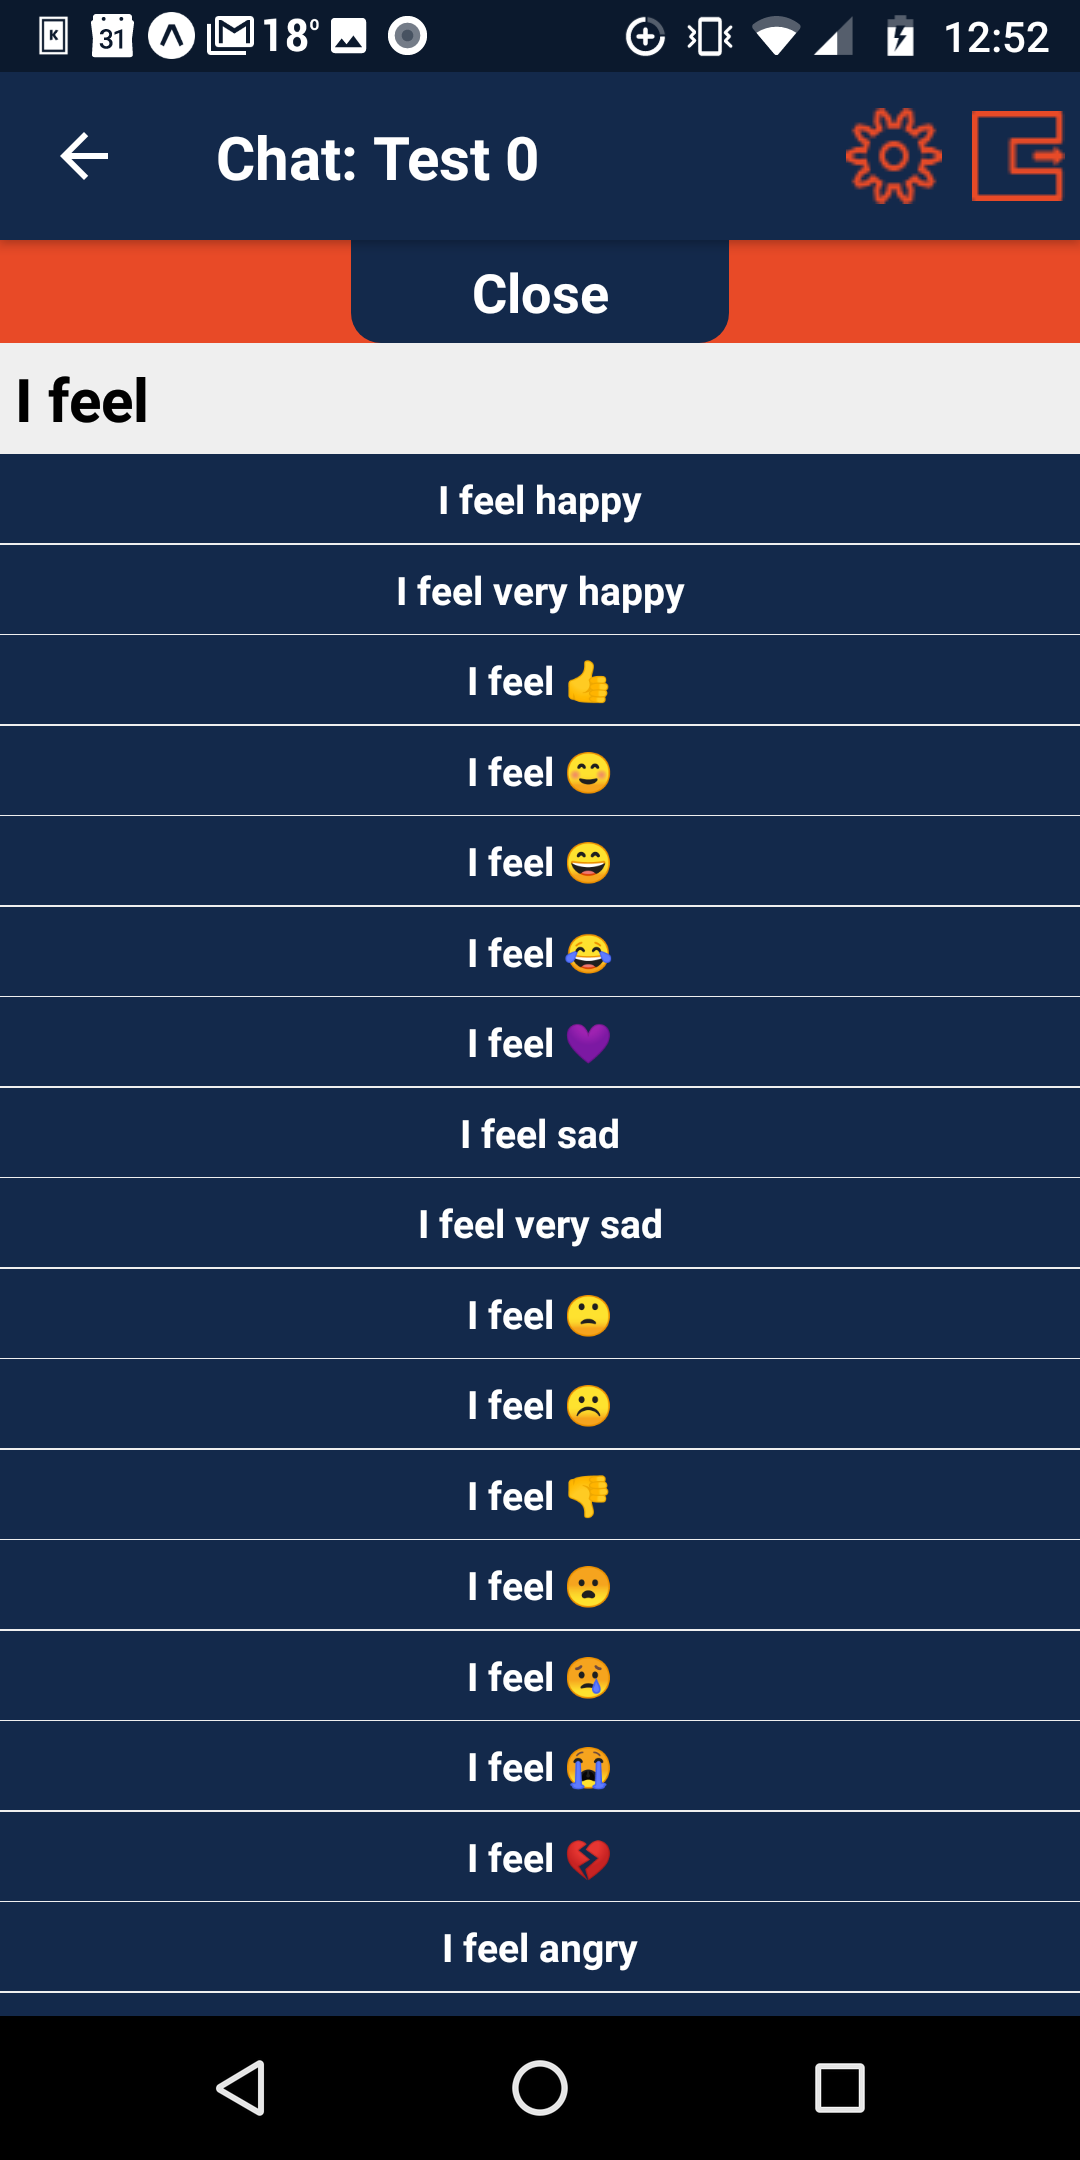 K 31 18° 12:52
Chat: Test 0
Close
I feel
I feel happy
I feel very happy
I feel 👍
I feel 😊
I feel 😄
I feel 😂
I feel 💜
I feel sad
I feel very sad
I feel 🙁
I feel ☹️
I feel 👎
I feel 😦
I feel 😢
I feel 😭
I feel 💔
I feel angry